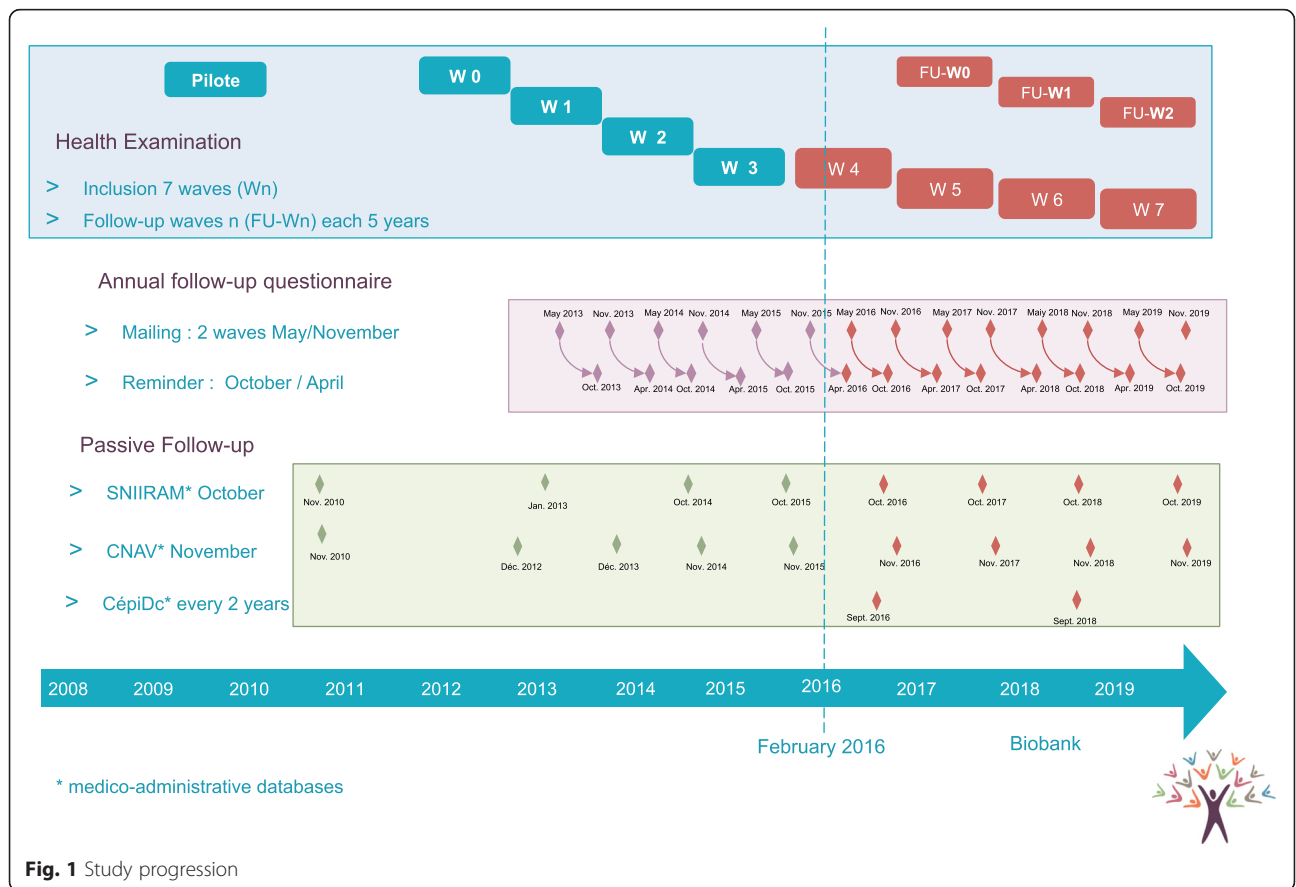 Pilote
W 0
W 1
W 2
W 3
W 4
W 5
W 6
W 7
FU-W0
FU-W1
FU-W2
Health Examination
> Inclusion 7 waves (Wn)
> Follow-up waves n (FU-Wn) each 5 years
Annual follow-up questionnaire
> Mailing : 2 waves May/November
May 2013 Nov. 2013 May 2014 Nov. 2014 May 2015 Nov. 2015 May 2016 Nov. 2016 May 2017 Nov. 2017 Maiy 2018 Nov. 2018 May 2019 Nov. 2019
> Reminder : October / April
Oct. 2013 Apr. 2014 Oct. 2014 Apr. 2015 Oct. 2015 Apr. 2016 Oct. 2016 Apr. 2017 Oct. 2017 Apr. 2018 Oct. 2018 Apr. 2019 Oct. 2019
Passive Follow-up
> SNIIRAM* October
Nov. 2010 Jan. 2013 Oct. 2014 Oct. 2015 Oct. 2016 Oct. 2017 Oct. 2018 Oct. 2019
> CNAV* November
Nov. 2010 Déc. 2012 Déc. 2013 Nov. 2014 Nov. 2015 Nov. 2016 Nov. 2017 Nov. 2018 Nov. 2019
> CépiDc* every 2 years
Sept. 2016 Sept. 2018
2008 2009 2010 2011 2012 2013 2014 2015 2016 2017 2018 2019
February 2016
Biobank
* medico-administrative databases
Fig. 1 Study progression